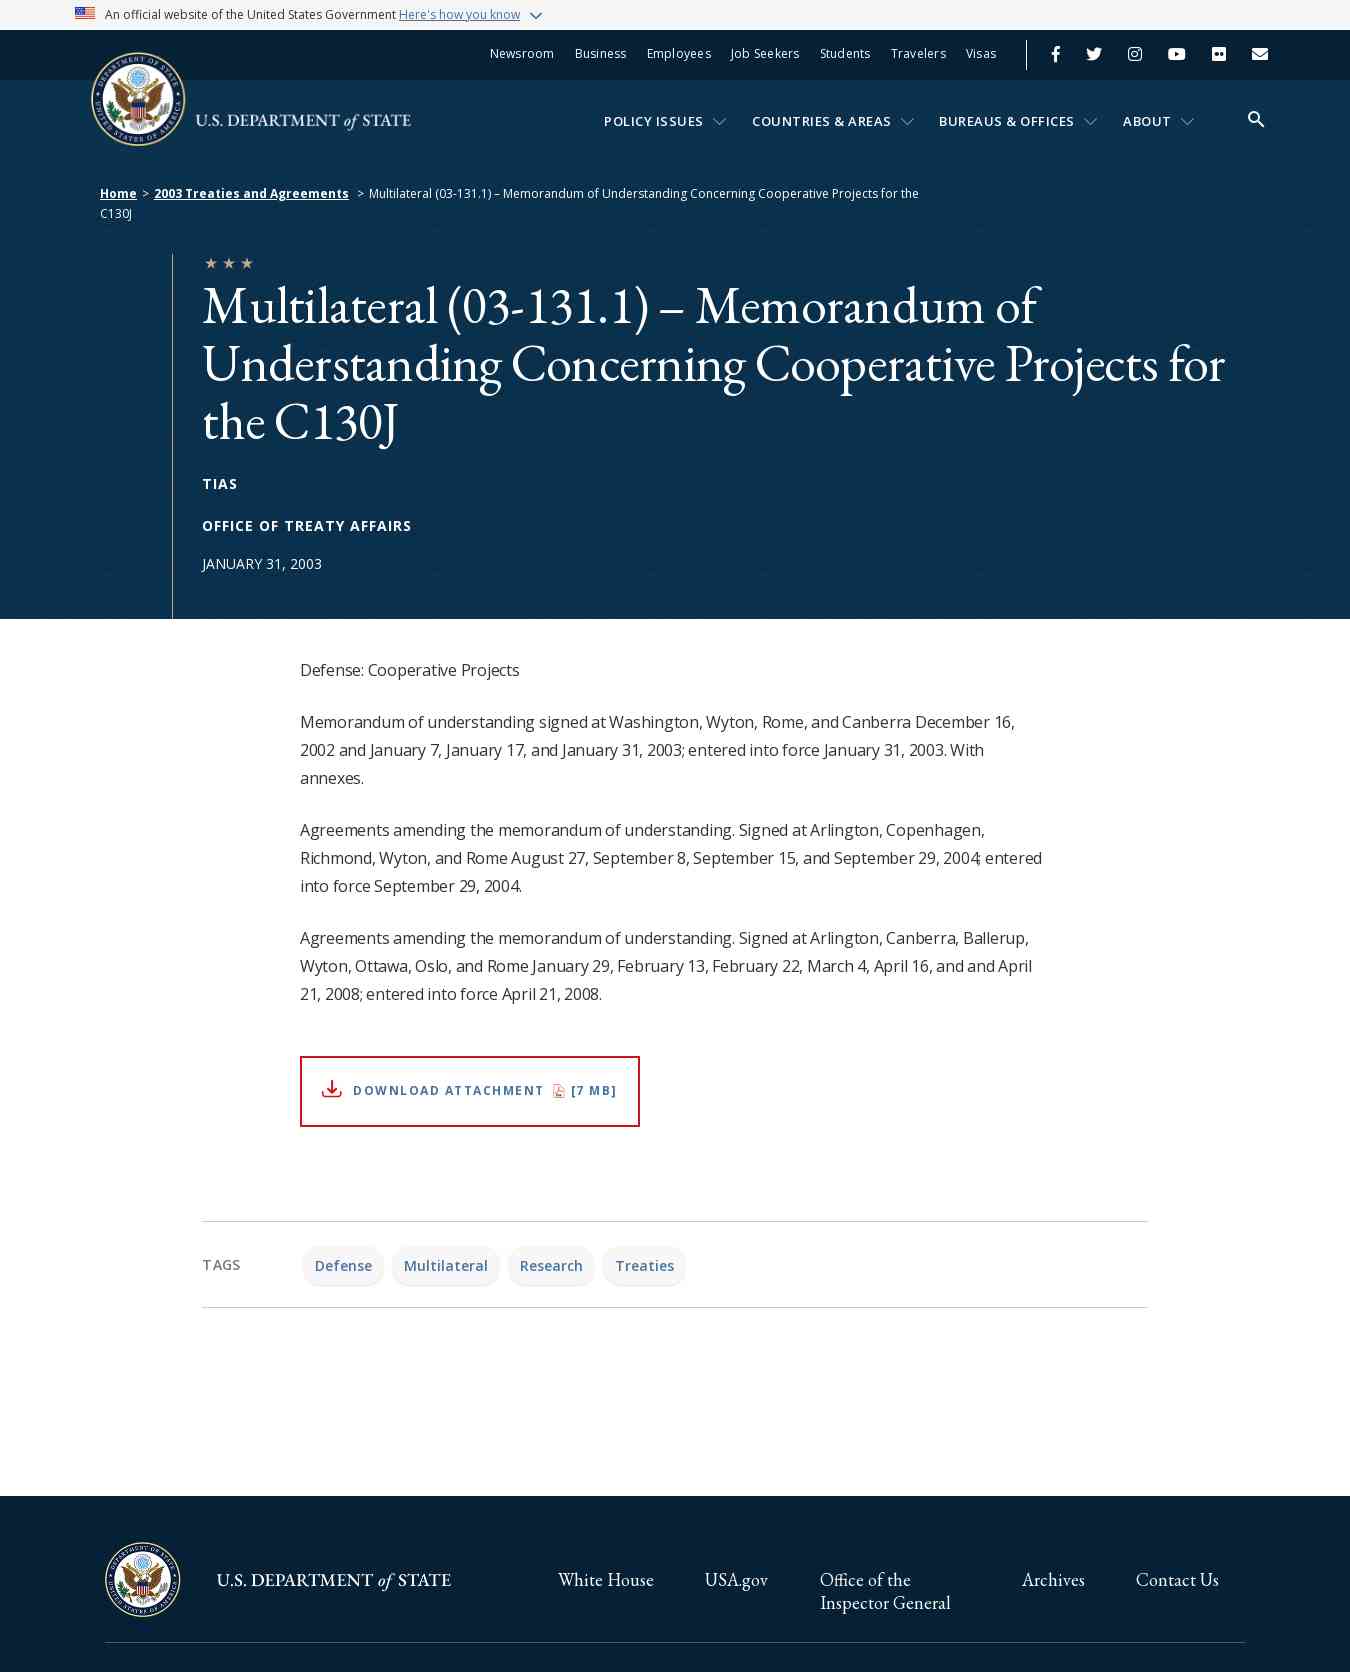 An official website of the United States Government Here's how you know
Newsroom Business Employees Job Seekers Students Travelers Visas
U.S. DEPARTMENT of STATE
POLICY ISSUES COUNTRIES & AREAS BUREAUS & OFFICES ABOUT
Home > 2003 Treaties and Agreements > Multilateral (03-131.1) – Memorandum of Understanding Concerning Cooperative Projects for the
C130J
Multilateral (03-131.1) – Memorandum of
Understanding Concerning Cooperative Projects for
the C130J
TIAS
OFFICE OF TREATY AFFAIRS
JANUARY 31, 2003
Defense: Cooperative Projects
Memorandum of understanding signed at Washington, Wyton, Rome, and Canberra December 16,
2002 and January 7, January 17, and January 31, 2003; entered into force January 31, 2003. With
annexes.
Agreements amending the memorandum of understanding. Signed at Arlington, Copenhagen,
Richmond, Wyton, and Rome August 27, September 8, September 15, and September 29, 2004; entered
into force September 29, 2004.
Agreements amending the memorandum of understanding. Signed at Arlington, Canberra, Ballerup,
Wyton, Ottawa, Oslo, and Rome January 29, February 13, February 22, March 4, April 16, and and April
21, 2008; entered into force April 21, 2008.
DOWNLOAD ATTACHMENT [7 MB]
TAGS Defense Multilateral Research Treaties
DEPARTMENT OF STATE
UNITED STATES OF AMERICA
U.S. DEPARTMENT of STATE
White House USA.gov Office of the Archives Contact Us
Inspector General